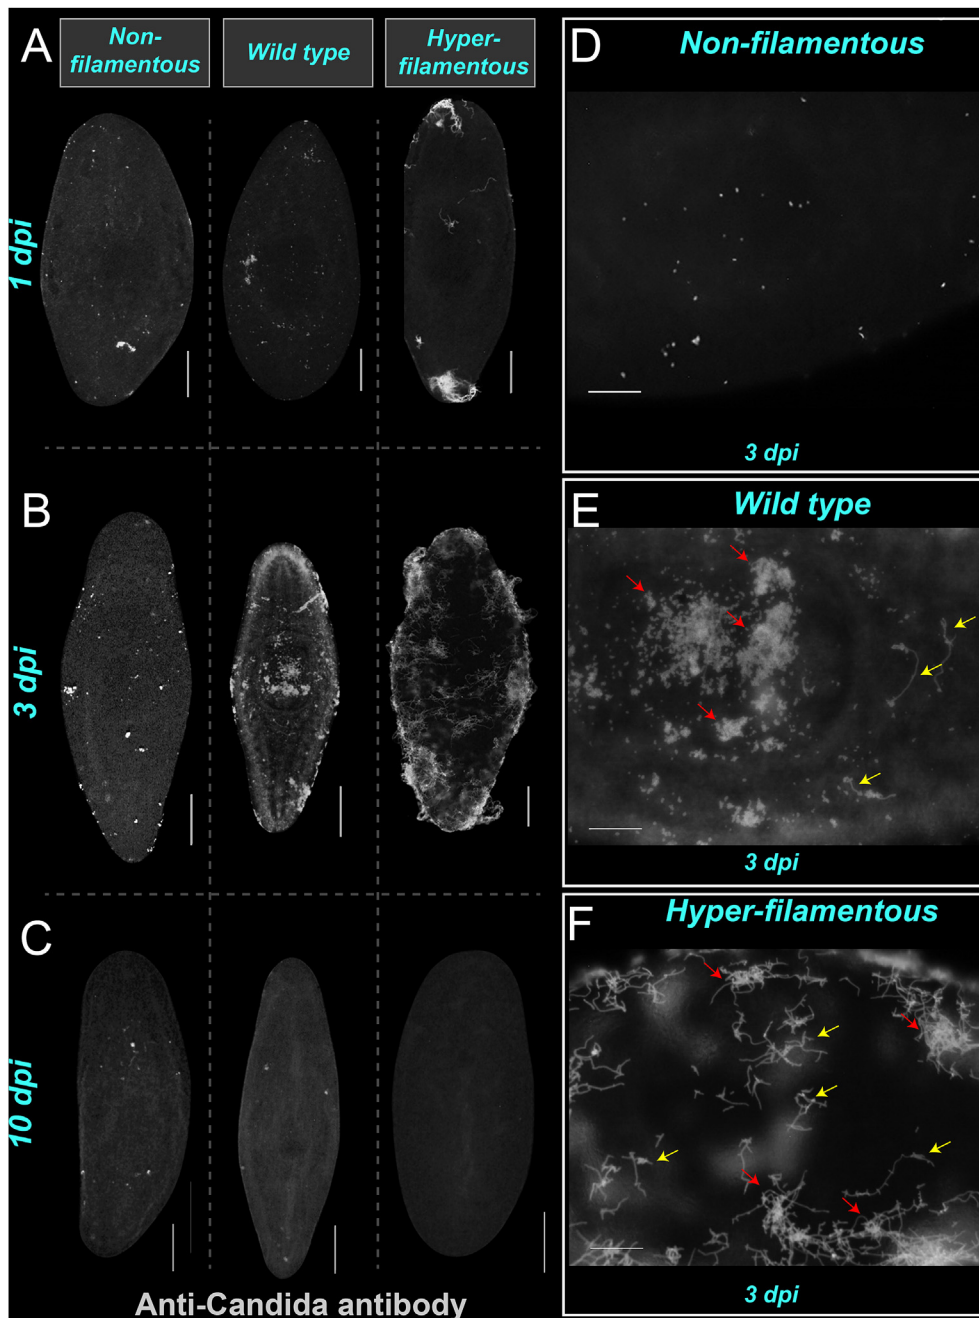 A
Non-
filamentous
Wild type
Hyper-
filamentous
1 dpi
B
3 dpi
C
10 dpi
Anti-Candida antibody
D
Non-filamentous
3 dpi
E
Wild type
3 dpi
F
Hyper-filamentous
3 dpi